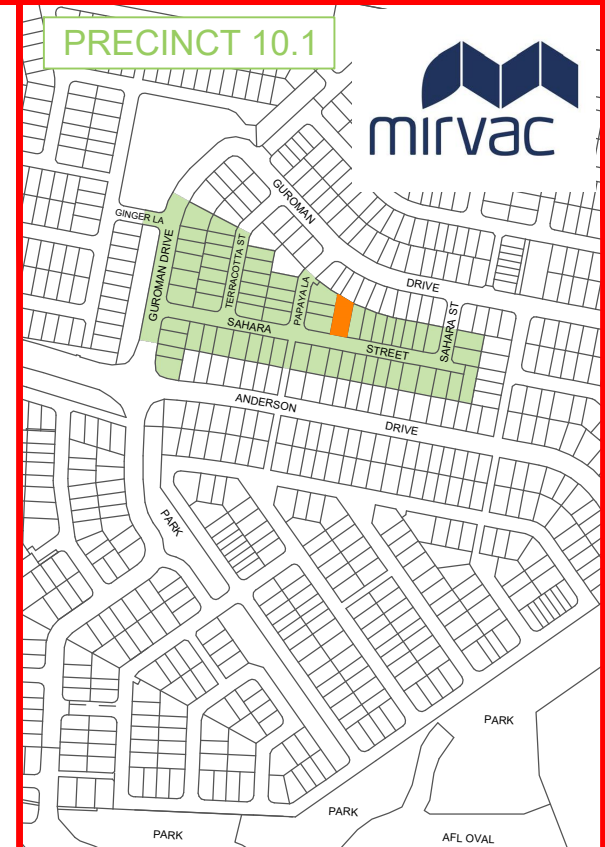 PRECINCT 10.1
mirvac
GUROMAN
GINGER LA
GUROMAN DRIVE
TERRACOTTA ST
PAPAYA LA
DRIVE
SAHARA
STREET
SAHARA ST
ANDERSON
DRIVE
PARK
PARK
PARK
PARK
AFL OVAL